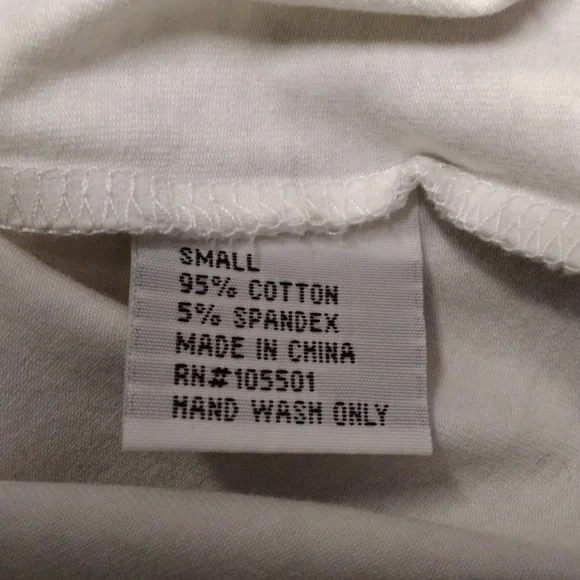 SMALL
95% COTTON
5% SPANDEX
MADE IN CHINA
RN#105501
HAND WASH ONLY